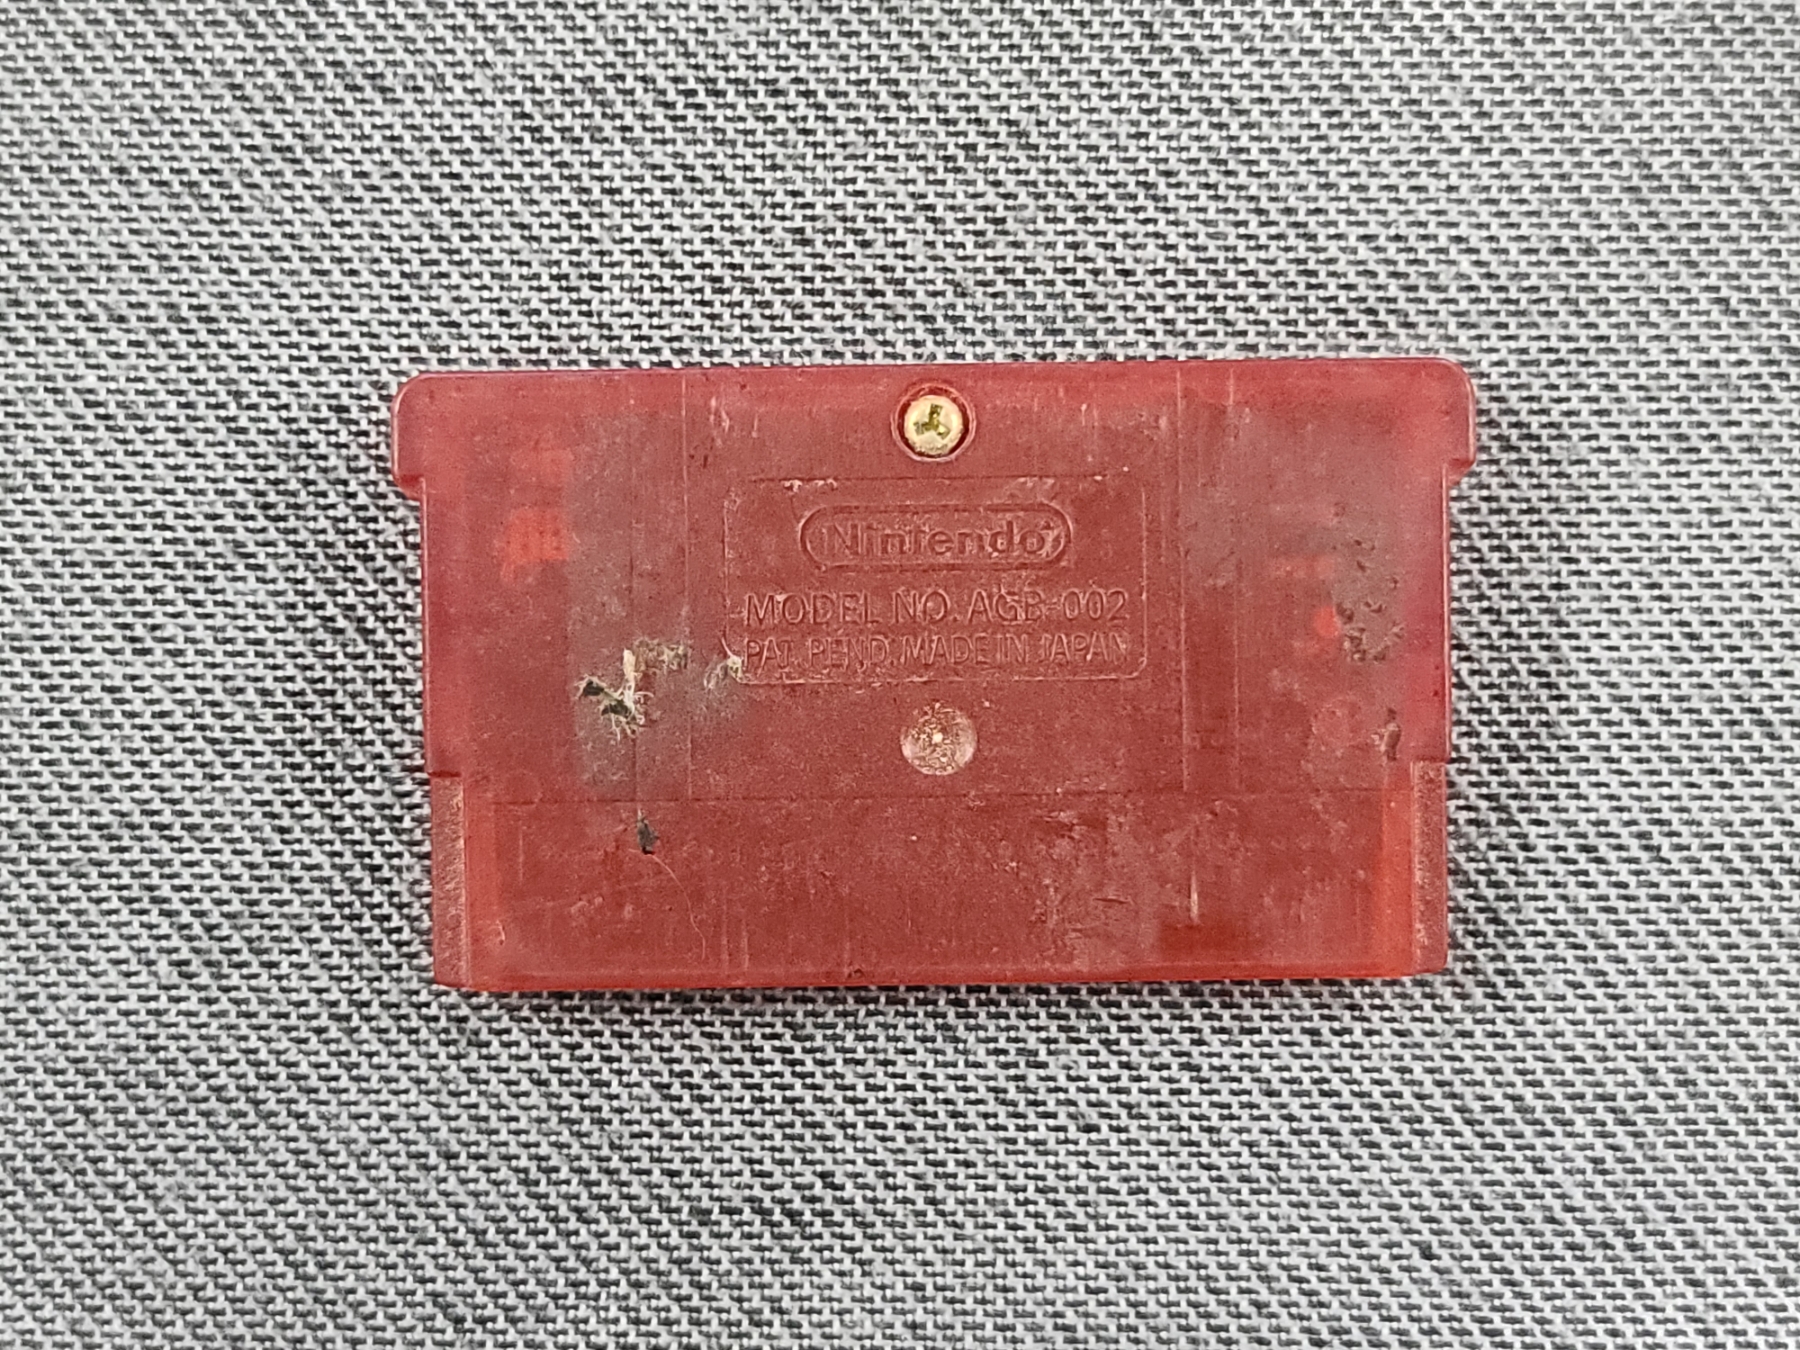 Nintendo
MODEL NO. AGB-002
PAT. PEND. MADE IN JAPAN